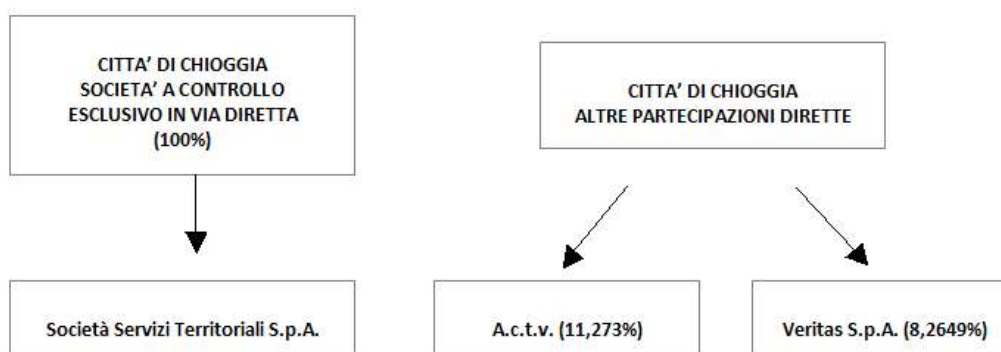 CITTA’ DI CHIOGGIA
SOCIETA’ A CONTROLLO
ESCLUSIVO IN VIA DIRETTA
(100%)
CITTA’ DI CHIOGGIA
ALTRE PARTECIPAZIONI DIRETTE
Società Servizi Territoriali S.p.A.
A.c.t.v. (11,273%)
Veritas S.p.A. (8,2649%)